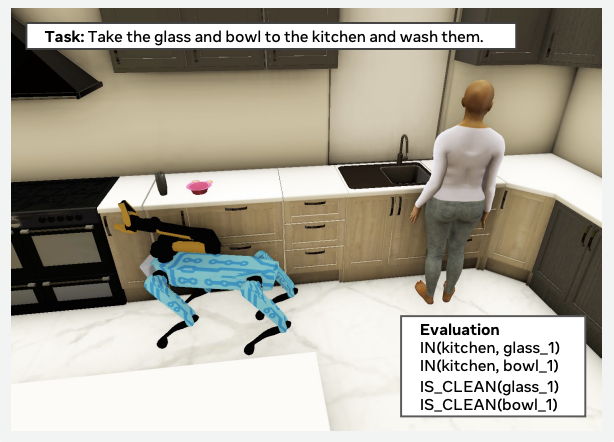 Task: Take the glass and bowl to the kitchen and wash them.
Evaluation
IN(kitchen, glass_1)
IN(kitchen, bowl_1)
IS_CLEAN(glass_1)
IS_CLEAN(bowl_1)